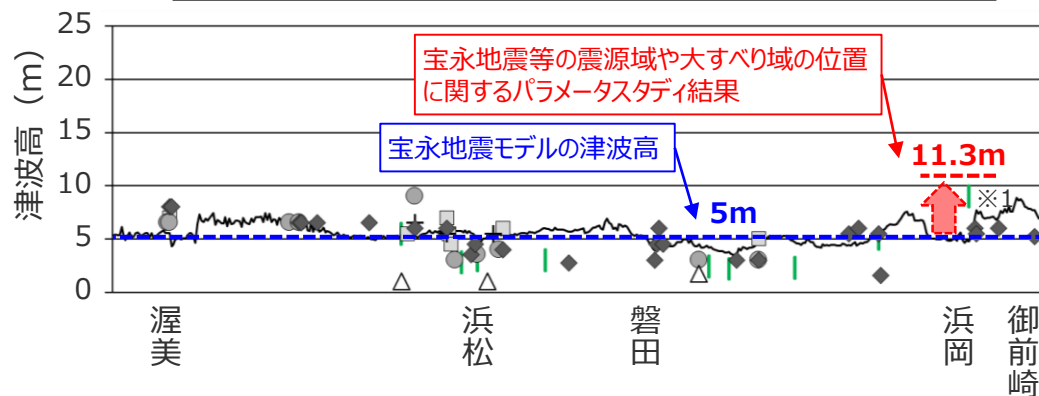 25
20
15
10
5
0
津波高 (m)
宝永地震等の震源域や大すべり域の位置
に関するパラメータスタディ結果
宝永地震モデルの津波高
11.3m
※1
5m
渥美
浜松
磐田
浜岡
御前崎